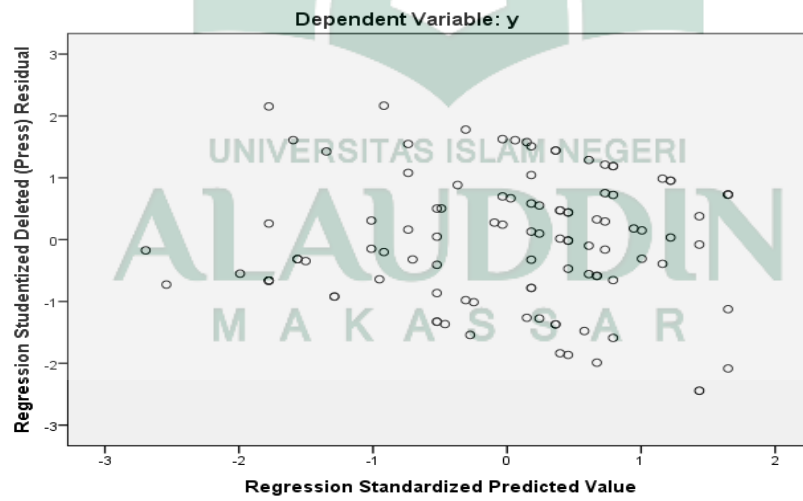 Dependent Variable: y
Regression Studentized Deleted (Press) Residual
3
2
1
0
-1
-2
-3
UNIVERSITAS ISLAM NEGERI
ALAUDDIN
MAKASSAR
-3 -2 -1 0 1 2
Regression Standardized Predicted Value